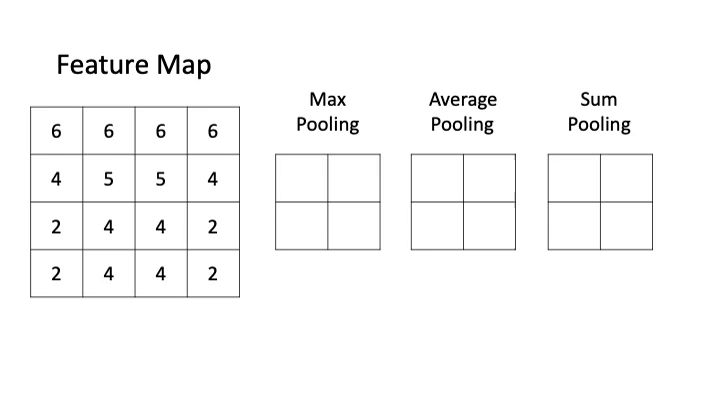 Feature Map
Max
Pooling
Average
Pooling
Sum
Pooling
6 6 6 6
4 5 5 4
2 4 4 2
2 4 4 2